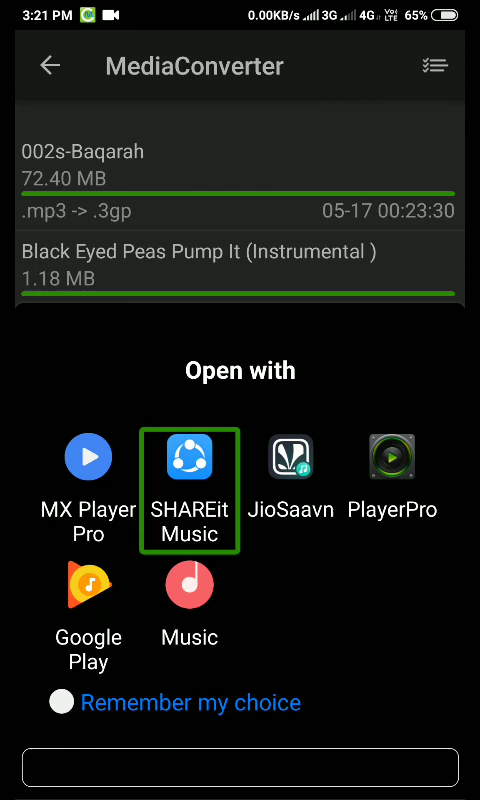 3:21 PM 0.00KB/s 3G 4G VoLTE 65%
MediaConverter
002s-Baqarah
72.40 MB
.mp3 -> .3gp 05-17 00:23:30
Black Eyed Peas Pump It (Instrumental )
1.18 MB
Open with
MX Player Pro
SHAREit Music
JioSaavn
PlayerPro
Google Play
Music
Remember my choice